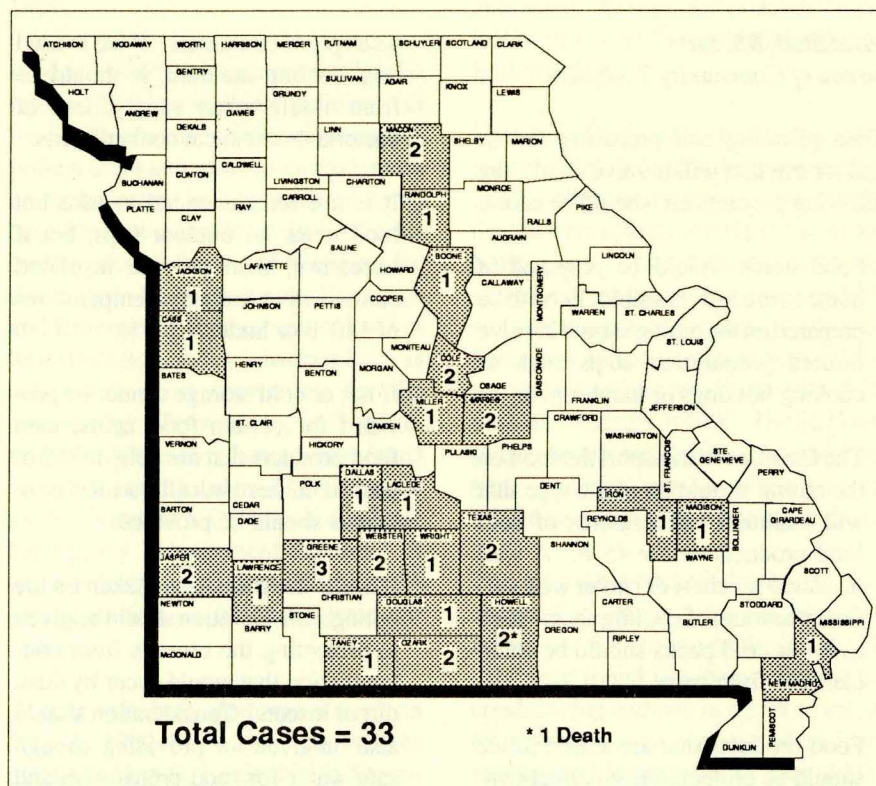 ATCHISON NODAWAY WORTH HARRISON MERCER PUTNAM SCHUYLER SCOTLAND CLARK
GENTRY SULLIVAN ADAIR KNOX LEWIS
HOLT ANDREW DEKALB DAVIES GRUNDY LINN MACON SHELBY MARION
2
BUCHANAN CLINTON CALDWELL LIVINGSTON CHARITON RANDOLPH MONROE RALLS PIKE
1
PLATTE CLAY RAY CARROLL AUDRAIN
JACKSON LAFAYETTE SALINE HOWARD BOONE CALLAWAY MONTGOMERY LINCOLN
1 1
CASS JOHNSON PETTIS COOPER MONITEAU COLE OSAGE GASCONADE WARREN ST. CHARLES
1 2
ST. LOUIS
BATES HENRY BENTON MORGAN MILLER MARIES FRANKLIN JEFFERSON
1 2
ST. CLAIR CAMDEN CRAWFORD WASHINGTON STE. GENEVIEVE
VERNON HICKORY PULASKI PHELPS DENT ST. FRANCOIS PERRY
BARTON CEDAR POLK DALLAS LACLEDE TEXAS REYNOLDS IRON MADISON BOLLINGER CAPE GIRARDEAU
1 1 1 1
DADE GREENE WEBSTER WRIGHT SHANNON WAYNE
3 2 1 2
JASPER LAWRENCE CHRISTIAN DOUGLAS HOWELL CARTER SCOTT
2 1 1 2*
NEWTON BARRY STONE TANEY OZARK OREGON RIPLEY BUTLER STODDARD MISSISSIPPI
1 2 1
MCDONALD NEW MADRID
DUNKLIN PEMISCOT
Total Cases = 33
* 1 Death